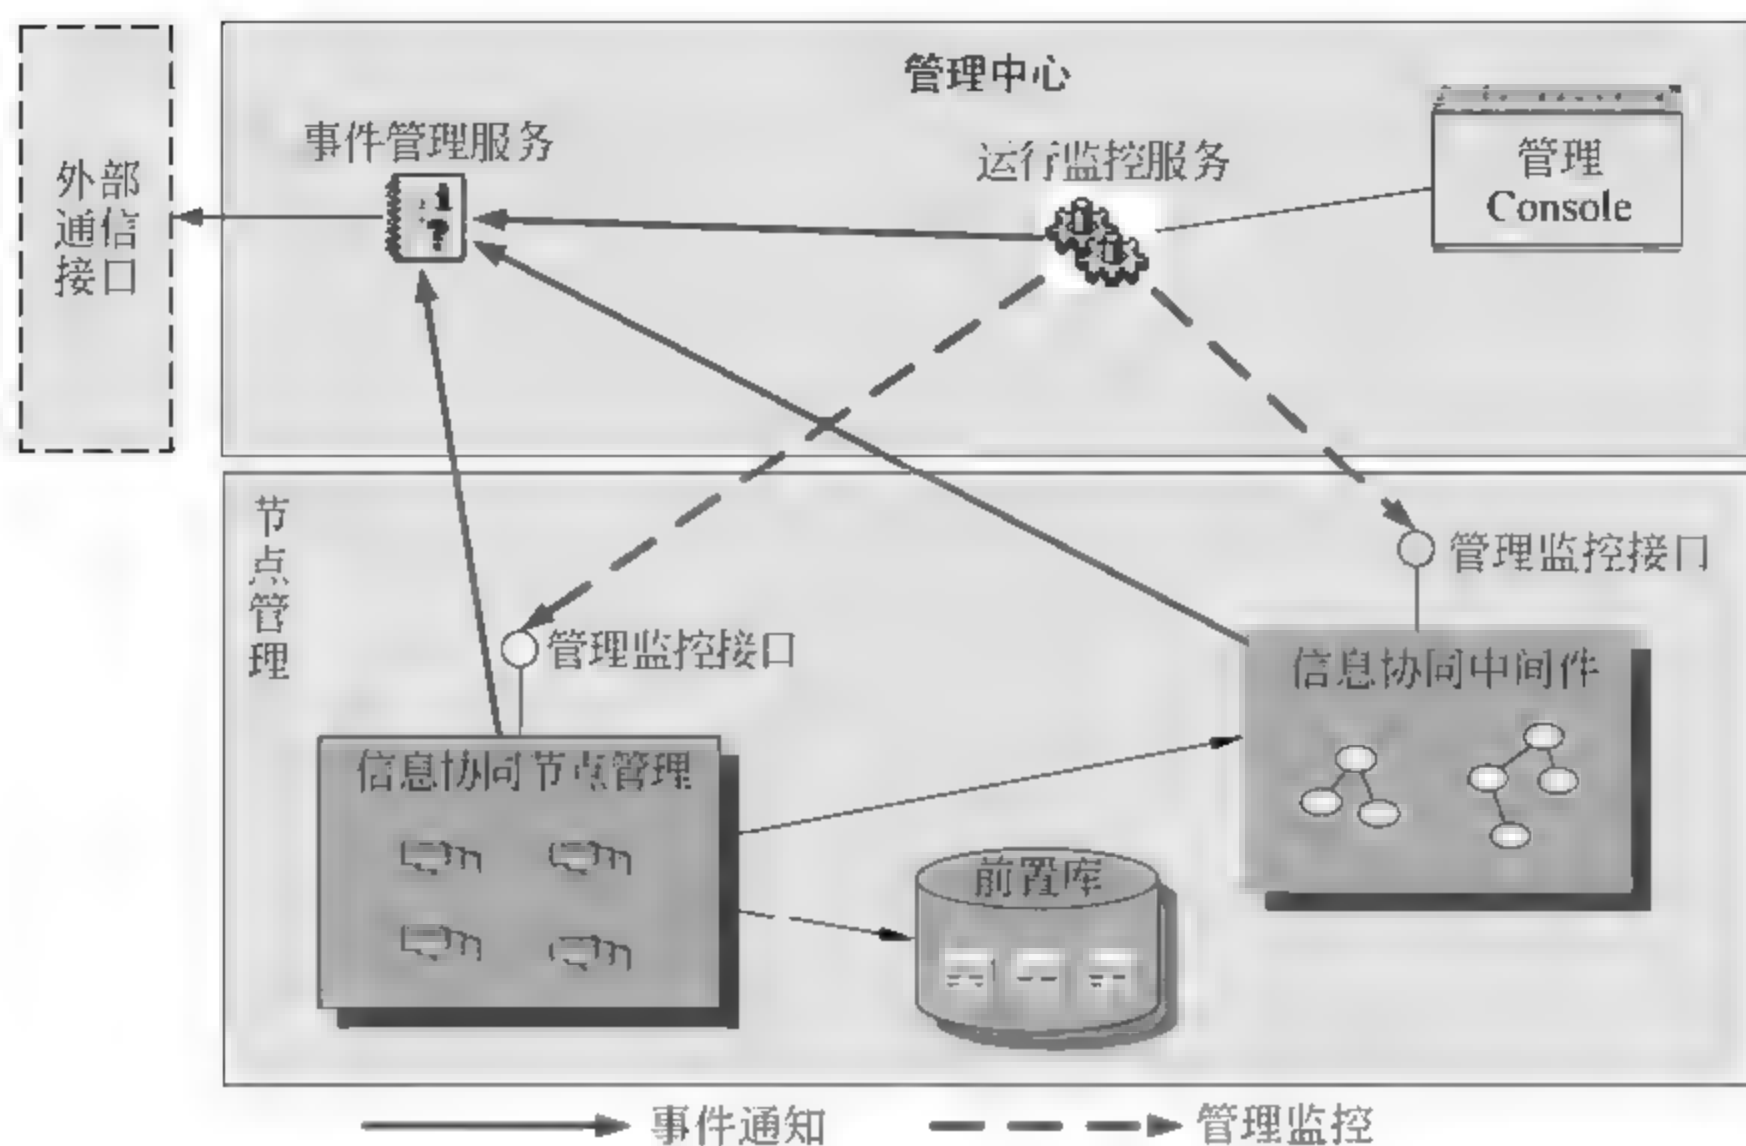 管理中心
事件管理服务
运行监控服务
管理
Console
外部
通信
接口
节
点
管
理
管理监控接口
管理监控接口
信息协同中间件
信息协同节点管理
前置库
事件通知
管理监控